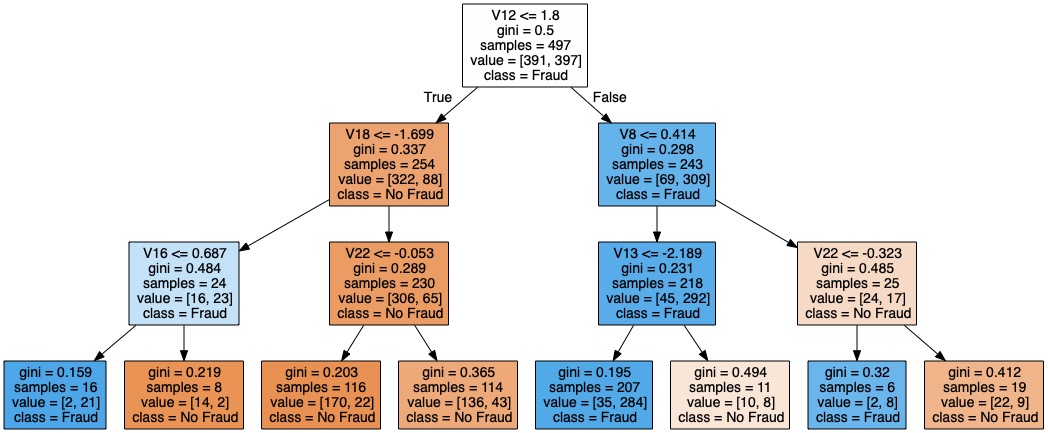 V12 <= 1.8
gini = 0.5
samples = 497
value = [391, 397]
class = Fraud
True
False
V18 <= -1.699
gini = 0.337
samples = 254
value = [322, 88]
class = No Fraud
V8 <= 0.414
gini = 0.298
samples = 243
value = [69, 309]
class = Fraud
V16 <= 0.687
gini = 0.484
samples = 24
value = [16, 23]
class = Fraud
V22 <= -0.053
gini = 0.289
samples = 230
value = [306, 65]
class = No Fraud
V13 <= -2.189
gini = 0.231
samples = 218
value = [45, 292]
class = Fraud
V22 <= -0.323
gini = 0.485
samples = 25
value = [24, 17]
class = No Fraud
gini = 0.159
samples = 16
value = [2, 21]
class = Fraud
gini = 0.219
samples = 8
value = [14, 2]
class = No Fraud
gini = 0.203
samples = 116
value = [170, 22]
class = No Fraud
gini = 0.365
samples = 114
value = [136, 43]
class = No Fraud
gini = 0.195
samples = 207
value = [35, 284]
class = Fraud
gini = 0.494
samples = 11
value = [10, 8]
class = No Fraud
gini = 0.32
samples = 6
value = [2, 8]
class = Fraud
gini = 0.412
samples = 19
value = [22, 9]
class = No Fraud